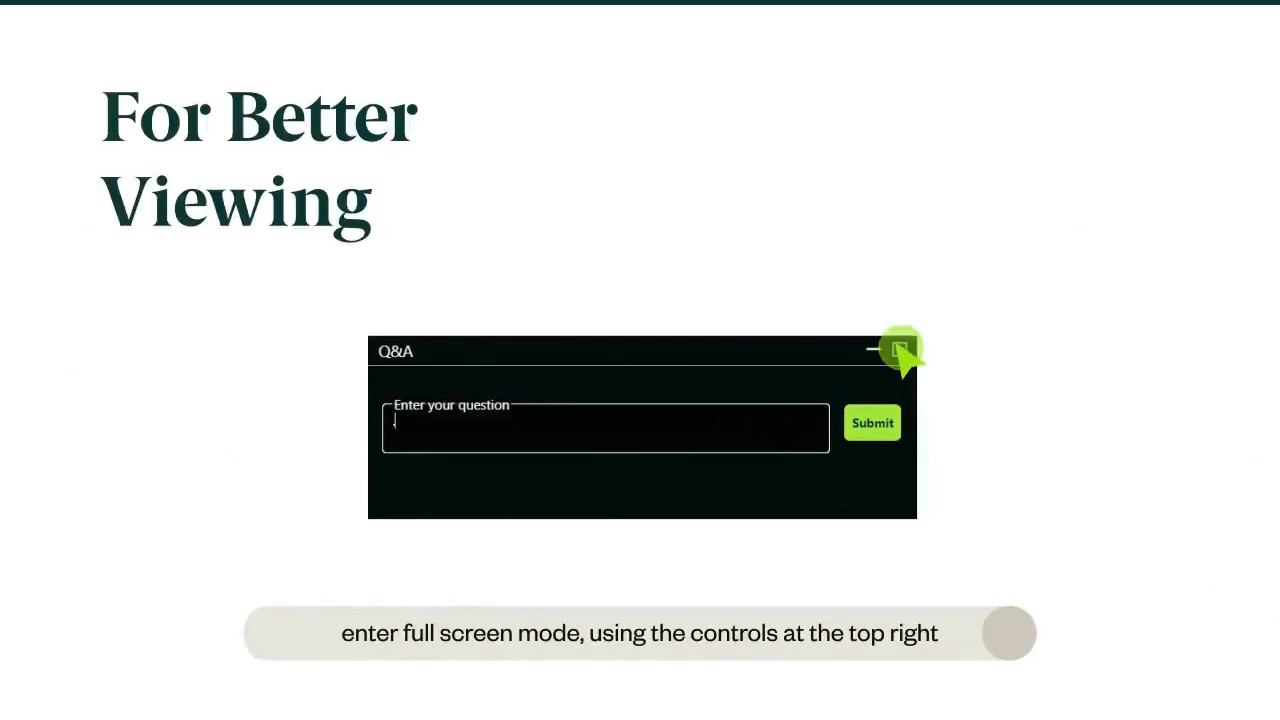 For Better
Viewing
Q&A
Enter your question
Submit
enter full screen mode, using the controls at the top right